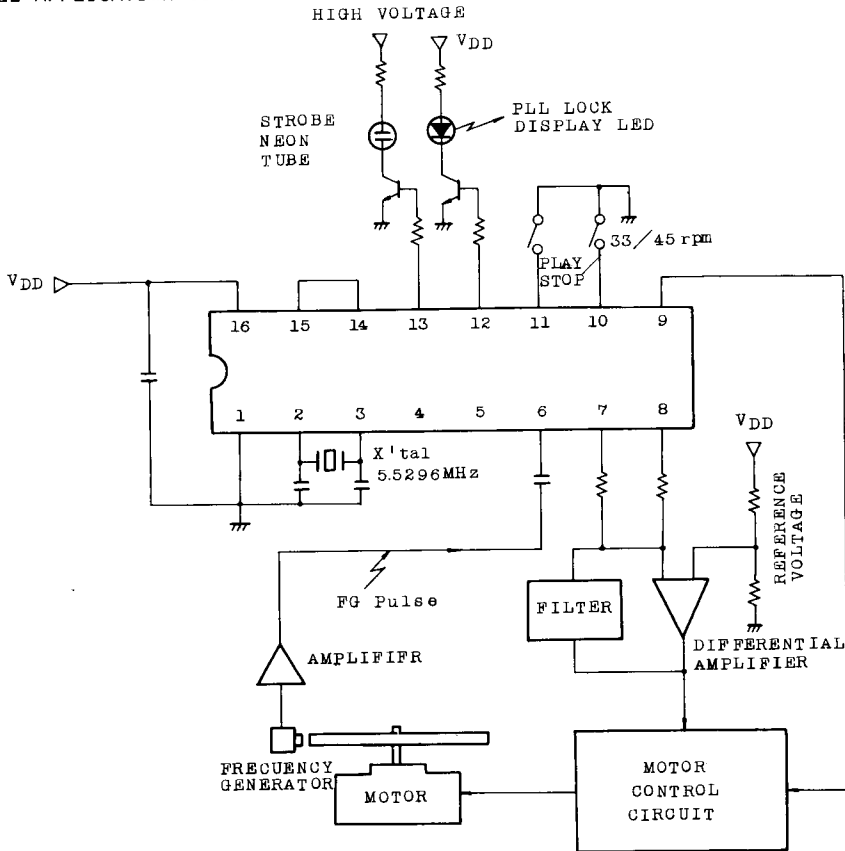 HIGH VOLTAGE
VDD
STROBE
NEON
TUBE
PLL LOCK
DISPLAY LED
33/45 rpm
PLAY
STOP
VDD
16 15 14 13 12 11 10 9
1 2 3 4 5 6 7 8
X'tal
5.5296MHz
VDD
REFERENCE
VOLTAGE
FG Pulse
FILTER
AMPLIFIFR
DIFFERENTIAL
AMPLIFIER
FRECUENCY
GENERATOR
MOTOR
MOTOR
CONTROL
CIRCUIT